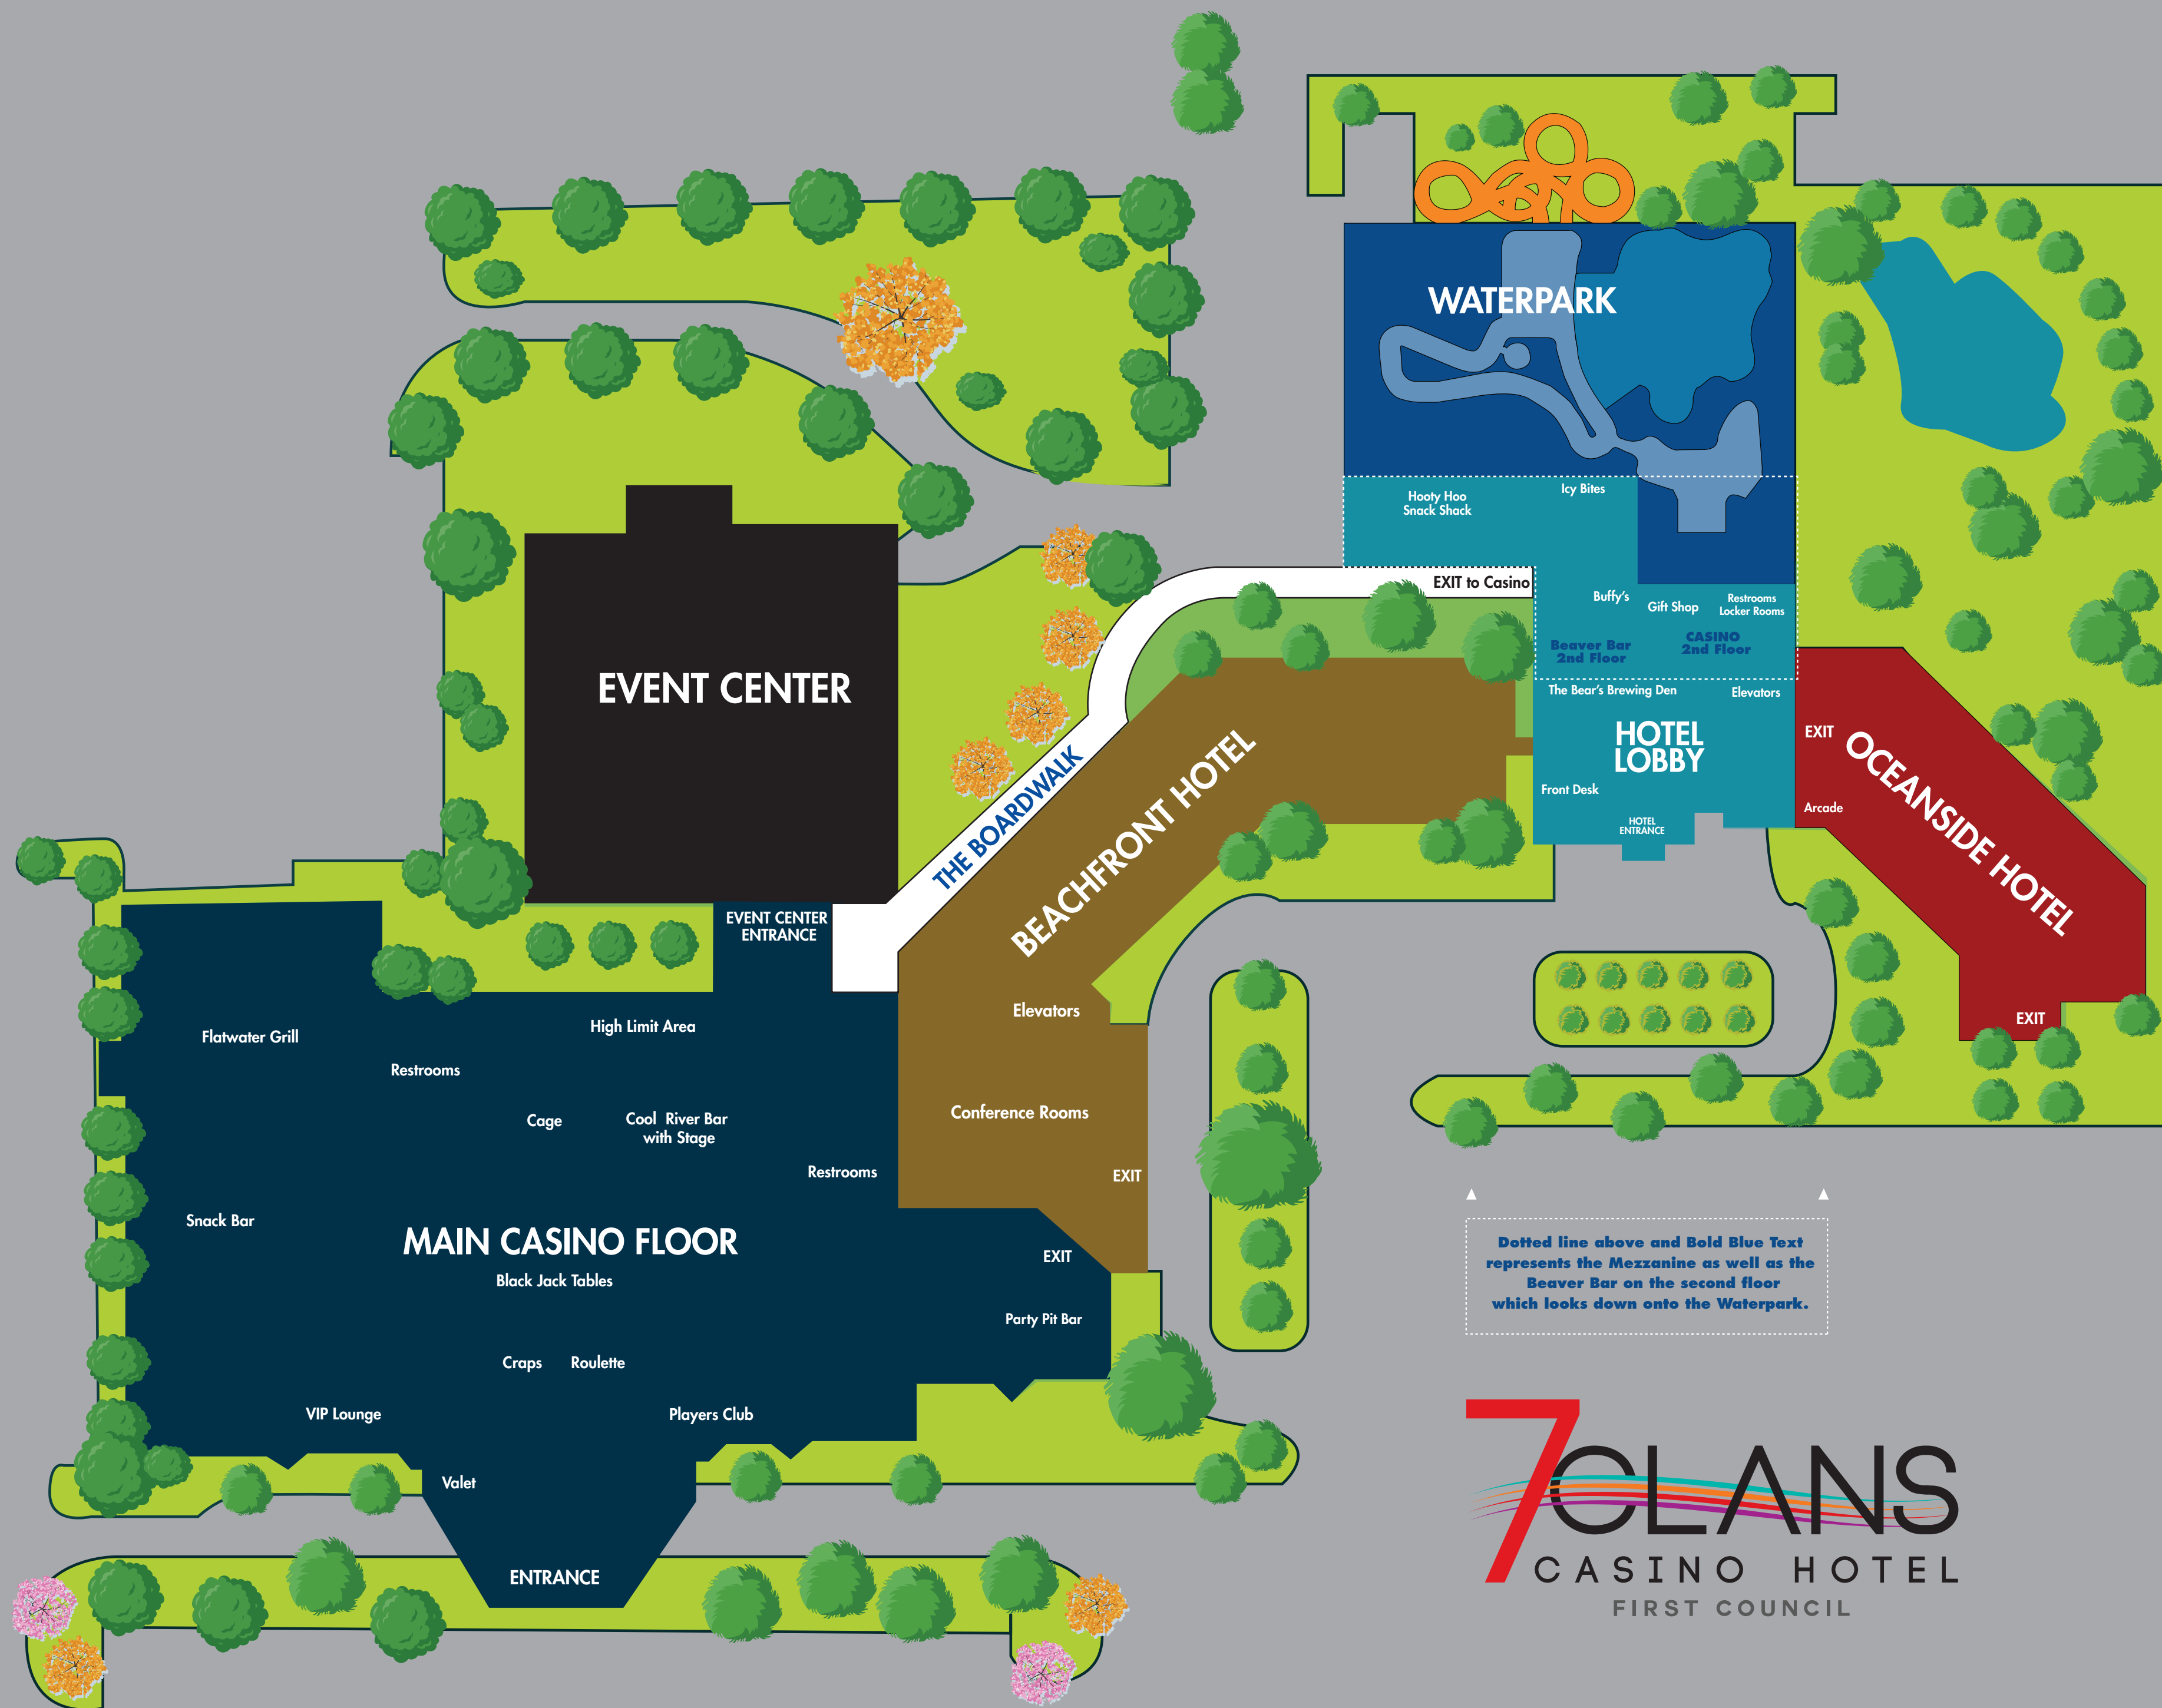 WATERPARK
Hooty Hoo
Snack Shack
Icy Bites
EXIT to Casino
Buffy's
Gift Shop
Restrooms
Locker Rooms
Beaver Bar
2nd Floor
CASINO
2nd Floor
The Bear's Brewing Den
Elevators
HOTEL
LOBBY
Front Desk
HOTEL
ENTRANCE
EXIT
Arcade
OCEANSIDE HOTEL
EXIT
EVENT CENTER
THE BOARDWALK
BEACHFRONT HOTEL
EVENT CENTER
ENTRANCE
Elevators
Conference Rooms
EXIT
Flatwater Grill
High Limit Area
Restrooms
Cage
Cool River Bar
with Stage
Restrooms
Snack Bar
MAIN CASINO FLOOR
Black Jack Tables
EXIT
Party Pit Bar
Craps
Roulette
VIP Lounge
Players Club
Valet
ENTRANCE
Dotted line above and Bold Blue Text
represents the Mezzanine as well as the
Beaver Bar on the second floor
which looks down onto the Waterpark.
7CLANS
CASINO HOTEL
FIRST COUNCIL